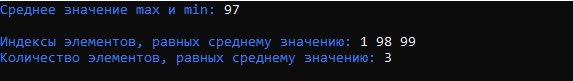 Среднее значение max и min: 97
Индексы элементов, равных среднему значению: 1 98 99
Количество элементов, равных среднему значению: 3